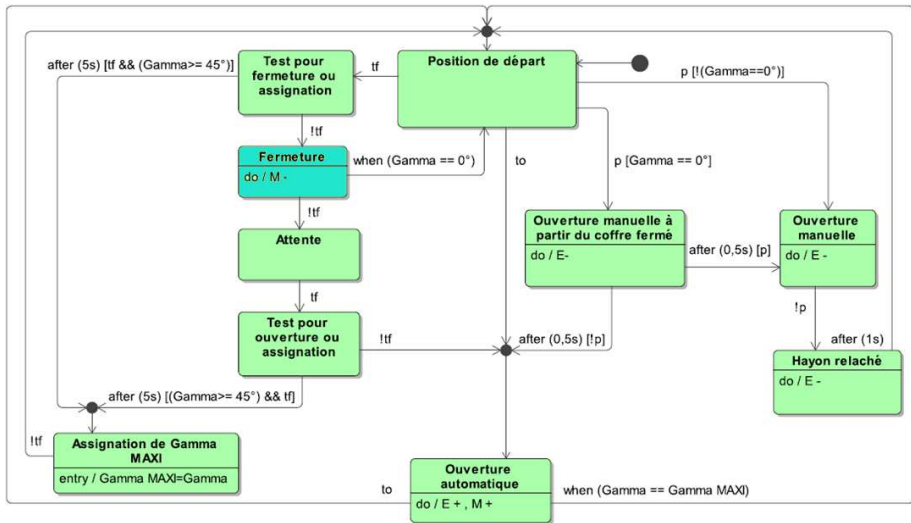 after (5s) [tf && (Gamma>= 45°)]
Test pour
fermeture ou
assignation
tf
Position de départ
p [!(Gamma==0°)]
!tf
Fermeture
do / M -
when (Gamma == 0°)
to
p [Gamma == 0°]
!tf
Attente
Ouverture manuelle à
partir du coffre fermé
do / E-
after (0,5s) [p]
Ouverture
manuelle
do / E -
tf
Test pour
ouverture ou
assignation
!tf
after (0,5s) [!p]
!p
after (1s)
Hayon relaché
do / E -
after (5s) [(Gamma>= 45°) && tf]
!tf
Assignation de Gamma
MAXI
entry / Gamma MAXI=Gamma
to
Ouverture
automatique
do / E + , M +
when (Gamma == Gamma MAXI)